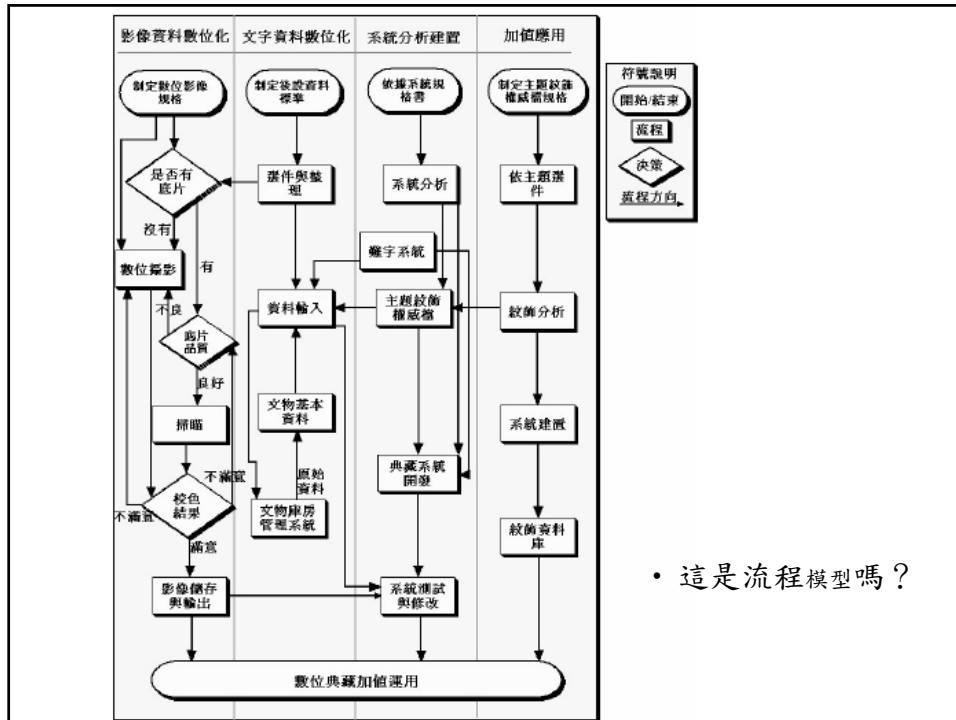 影像資料數位化
文字資料數位化
系統分析建置
加值應用
符號說明
開始/結束
流程
決策
流程方向
制定數位影像
規格
制定後設資料
標準
依據系統規
格書
制定主題紋飾
權威檔規格
是否有
底片
選件與整
理
系統分析
依主題選
件
沒有
有
難字系統
數位攝影
資料輸入
主題紋飾
權威檔
紋飾分析
不良
底片
品質
良好
掃瞄
文物基本
資料
系統建置
不滿意
原始
資料
典藏系統
開發
校色
結果
不滿意
文物庫房
管理系統
紋飾資料
庫
滿意
影像儲存
與輸出
系統測試
與修改
數位典藏加值運用
• 這是流程模型嗎？